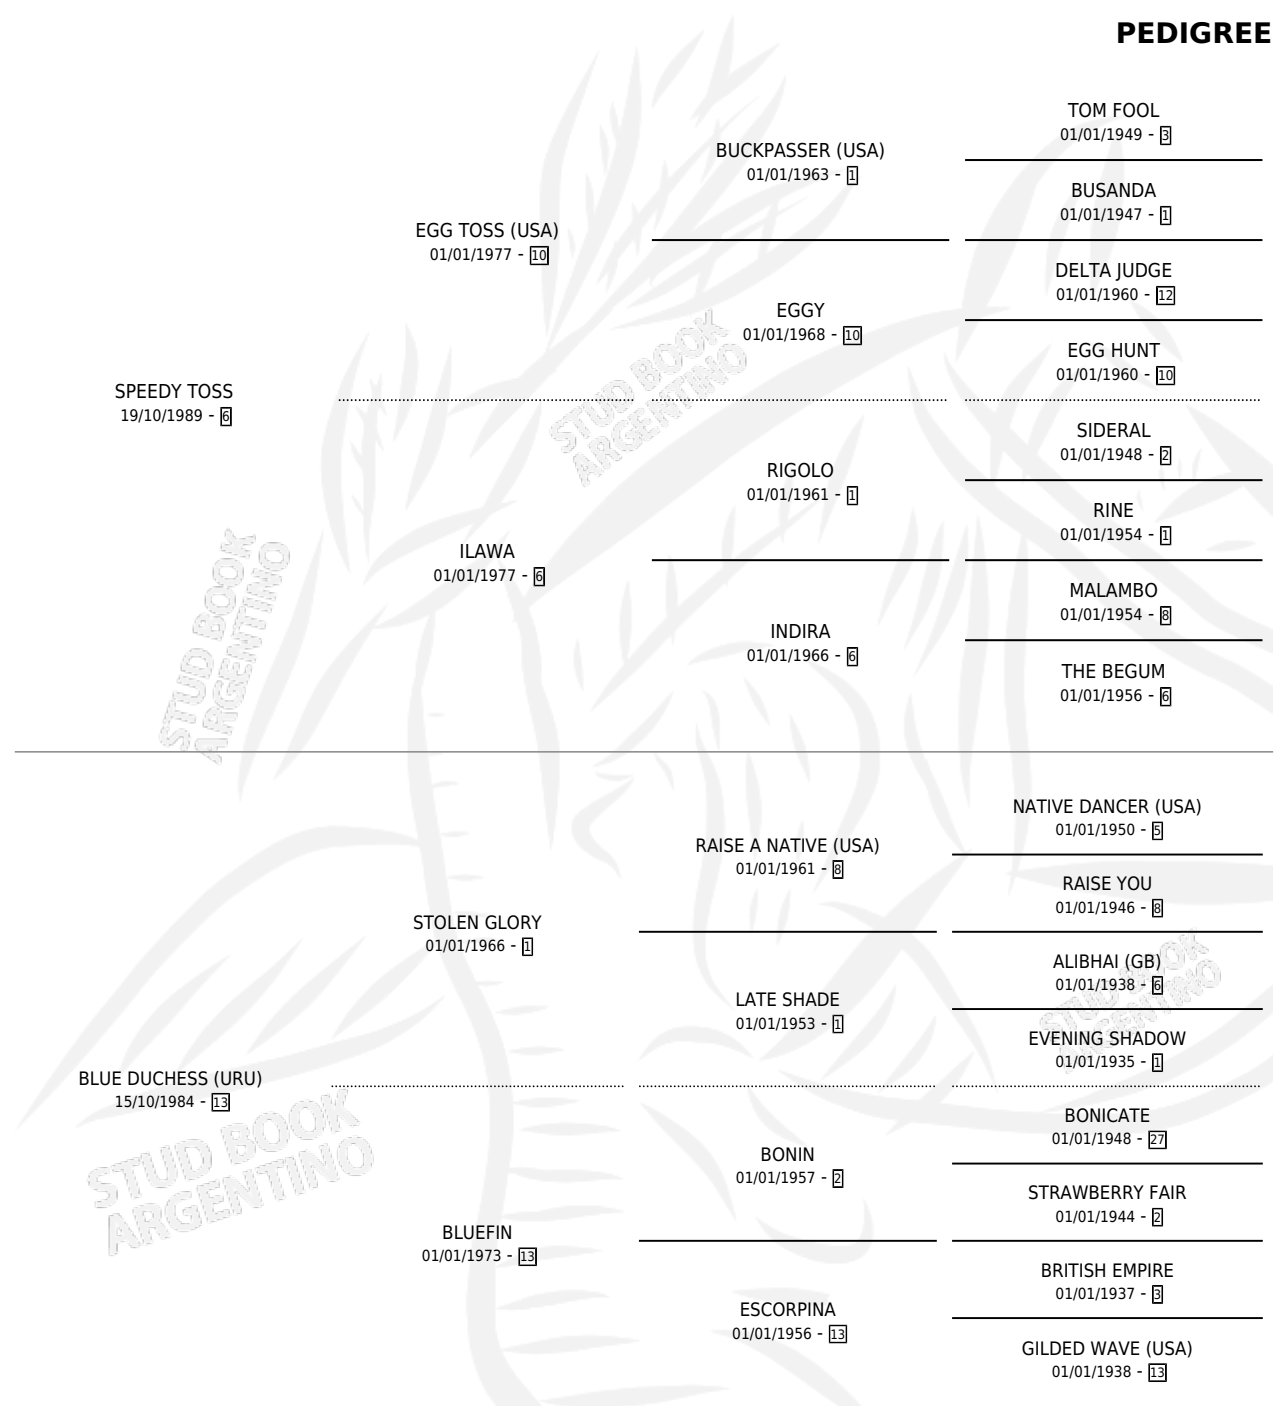 PEDIGREE
TOM FOOL
01/01/1949 - 3
BUCKPASSER (USA)
01/01/1963 - 1
BUSANDA
01/01/1947 - 1
EGG TOSS (USA)
01/01/1977 - 10
DELTA JUDGE
01/01/1960 - 12
EGGY
01/01/1968 - 10
EGG HUNT
01/01/1960 - 10
SPEEDY TOSS
19/10/1989 - 6
SIDERAL
01/01/1948 - 2
RIGOLO
01/01/1961 - 1
RINE
01/01/1954 - 1
ILAWA
01/01/1977 - 6
MALAMBO
01/01/1954 - 8
INDIRA
01/01/1966 - 6
THE BEGUM
01/01/1956 - 6
NATIVE DANCER (USA)
01/01/1950 - 5
RAISE A NATIVE (USA)
01/01/1961 - 8
RAISE YOU
01/01/1946 - 8
STOLEN GLORY
01/01/1966 - 1
ALIBHAI (GB)
01/01/1938 - 6
LATE SHADE
01/01/1953 - 1
EVENING SHADOW
01/01/1935 - 1
BLUE DUCHESS (URU)
15/10/1984 - 13
BONICATE
01/01/1948 - 27
BONIN
01/01/1957 - 2
STRAWBERRY FAIR
01/01/1944 - 2
BLUEFIN
01/01/1973 - 13
BRITISH EMPIRE
01/01/1937 - 3
ESCORPINA
01/01/1956 - 13
GILDED WAVE (USA)
01/01/1938 - 13
STUD BOOK
ARGENTINO
STUD BOOK
ARGENTINO
STUD BOOK
ARGENTINO
STUD BOOK
ARGENTINO